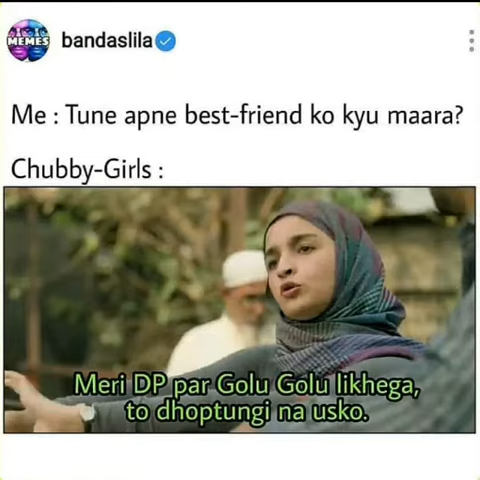 MEMES
bandaslila
Me : Tune apne best-friend ko kyu maara?
Chubby-Girls :
Meri DP par Golu Golu likhega,
to dhoptungi na usko.